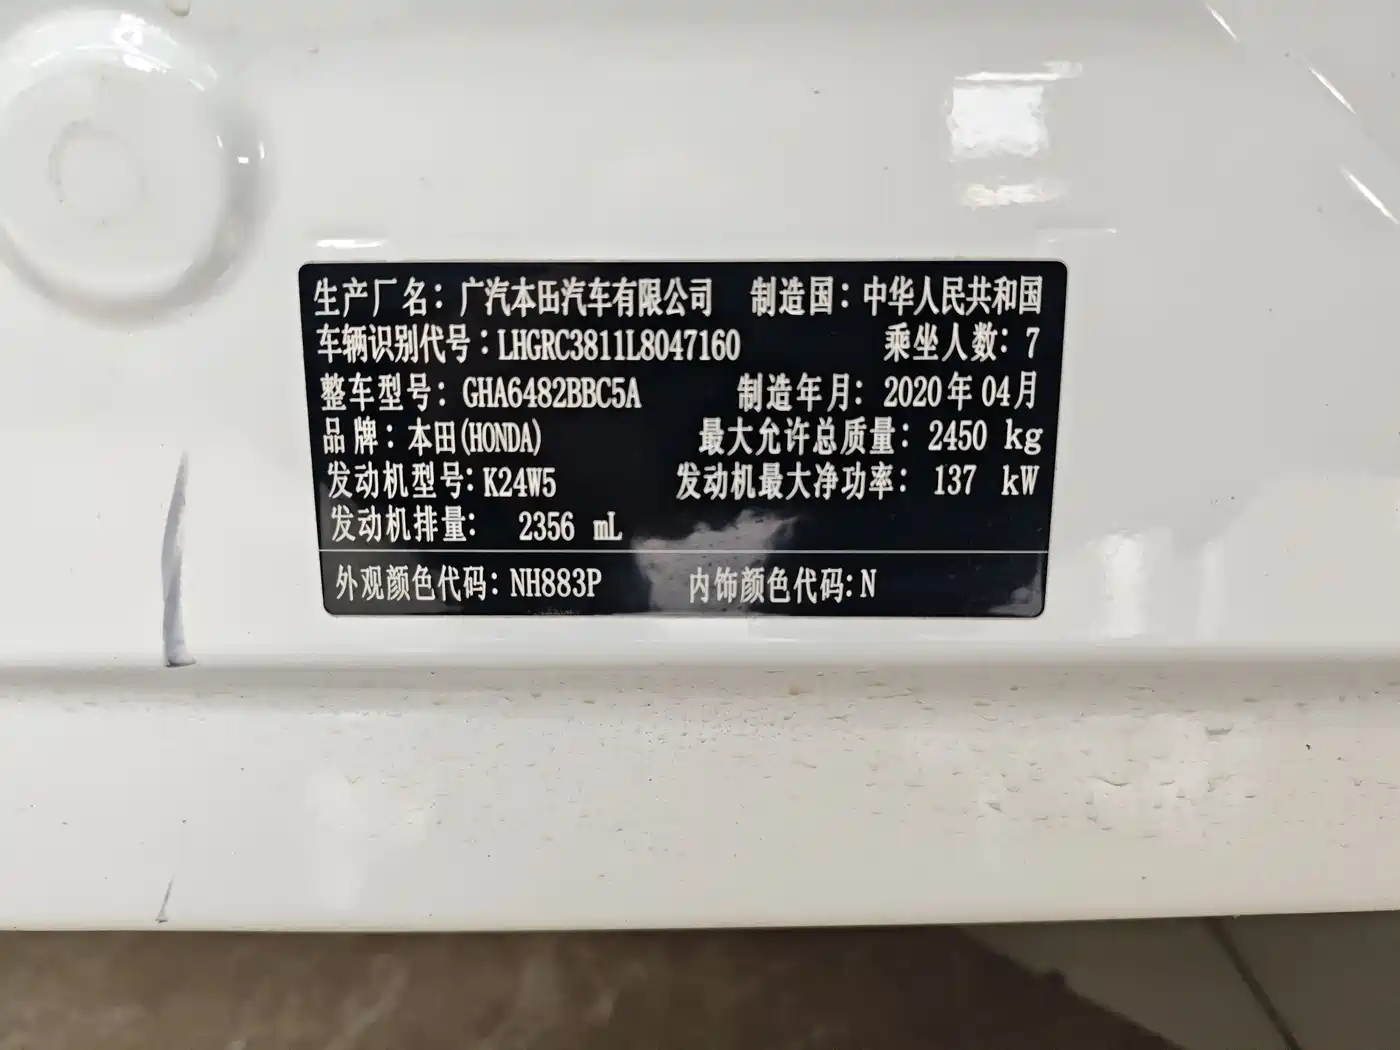 生产厂名：广汽本田汽车有限公司 制造国：中华人民共和国
车辆识别代号：LHGRC3811L8047160 乘坐人数：7
整车型号：GHA6482BBC5A 制造年月：2020年04月
品牌：本田(HONDA) 最大允许总质量：2450 kg
发动机型号：K24W5 发动机最大净功率：137 kW
发动机排量：2356 mL
外观颜色代码：NH883P 内饰颜色代码：N